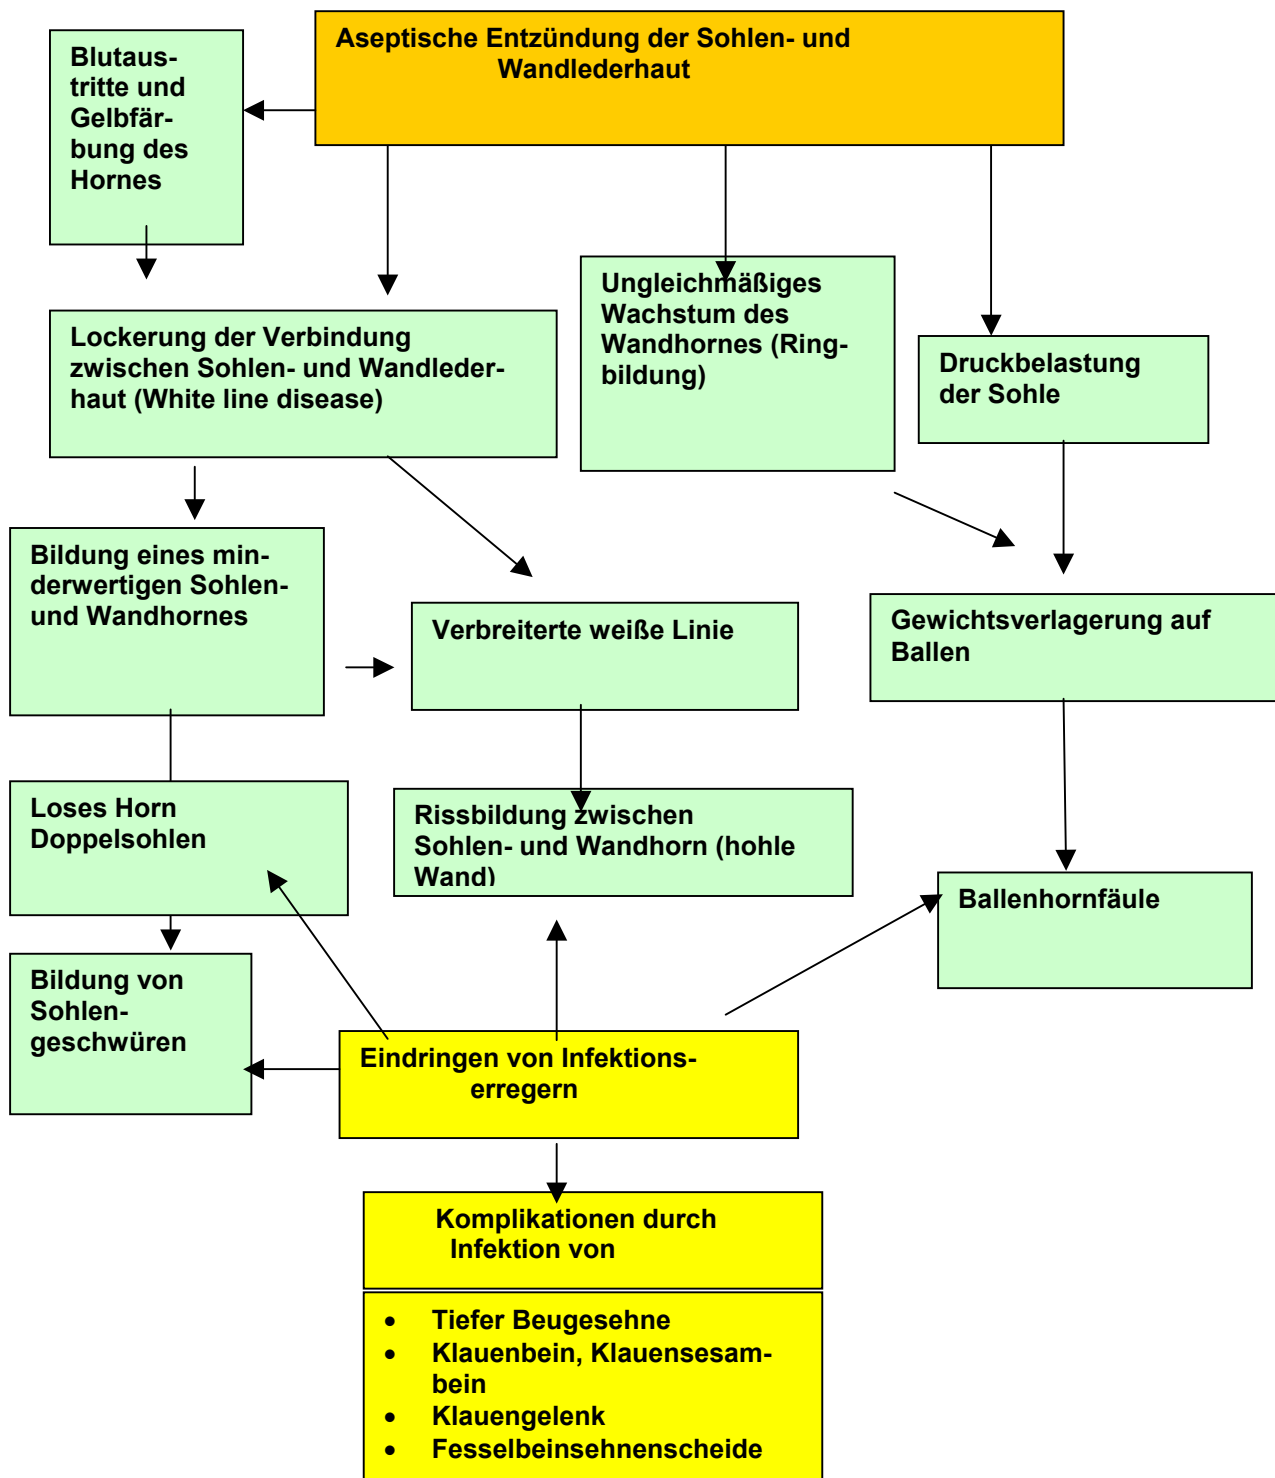 Aseptische Entzündung der Sohlen- und
Wandlederhaut
Blutaus-
tritte und
Gelbfär-
bung des
Hornes
Ungleichmäßiges
Wachstum des
Wandhornes (Ring-
bildung)
Lockerung der Verbindung
zwischen Sohlen- und Wandleder-
haut (White line disease)
Druckbelastung
der Sohle
Bildung eines min-
derwertigen Sohlen-
und Wandhornes
Verbreiterte weiße Linie
Gewichtsverlagerung auf
Ballen
Loses Horn
Doppelsohlen
Rissbildung zwischen
Sohlen- und Wandhorn (hohle
Wand)
Ballenhornfäule
Bildung von
Sohlen-
geschwüren
Eindringen von Infektions-
erregern
Komplikationen durch
Infektion von
• Tiefer Beugesehne
• Klauenbein, Klauensesam-
bein
• Klauengelenk
• Fesselbeinsehnenscheide